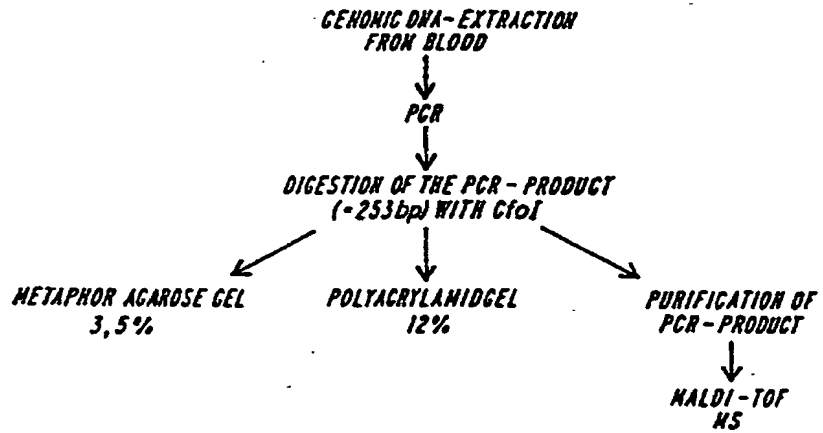 GENOMIC DNA-EXTRACTION
FROM BLOOD
PCR
DIGESTION OF THE PCR-PRODUCT
(=253bp) WITH CfoI
METAPHOR AGAROSE GEL
3,5%
POLYACRYLAMIDGEL
12%
PURIFICATION OF
PCR-PRODUCT
MALDI-TOF
MS